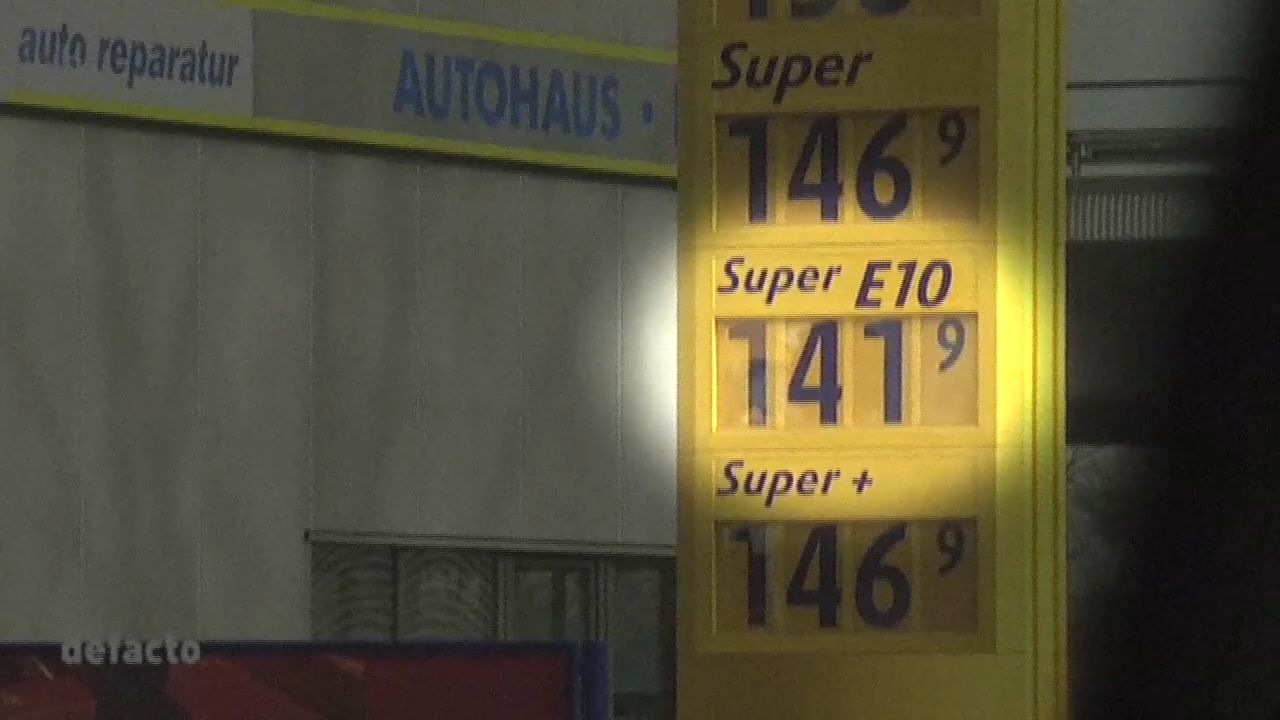 auto reparatur
AUTOHAUS ·
Super
146 9
Super E10
141 9
Super +
146 9
defacto